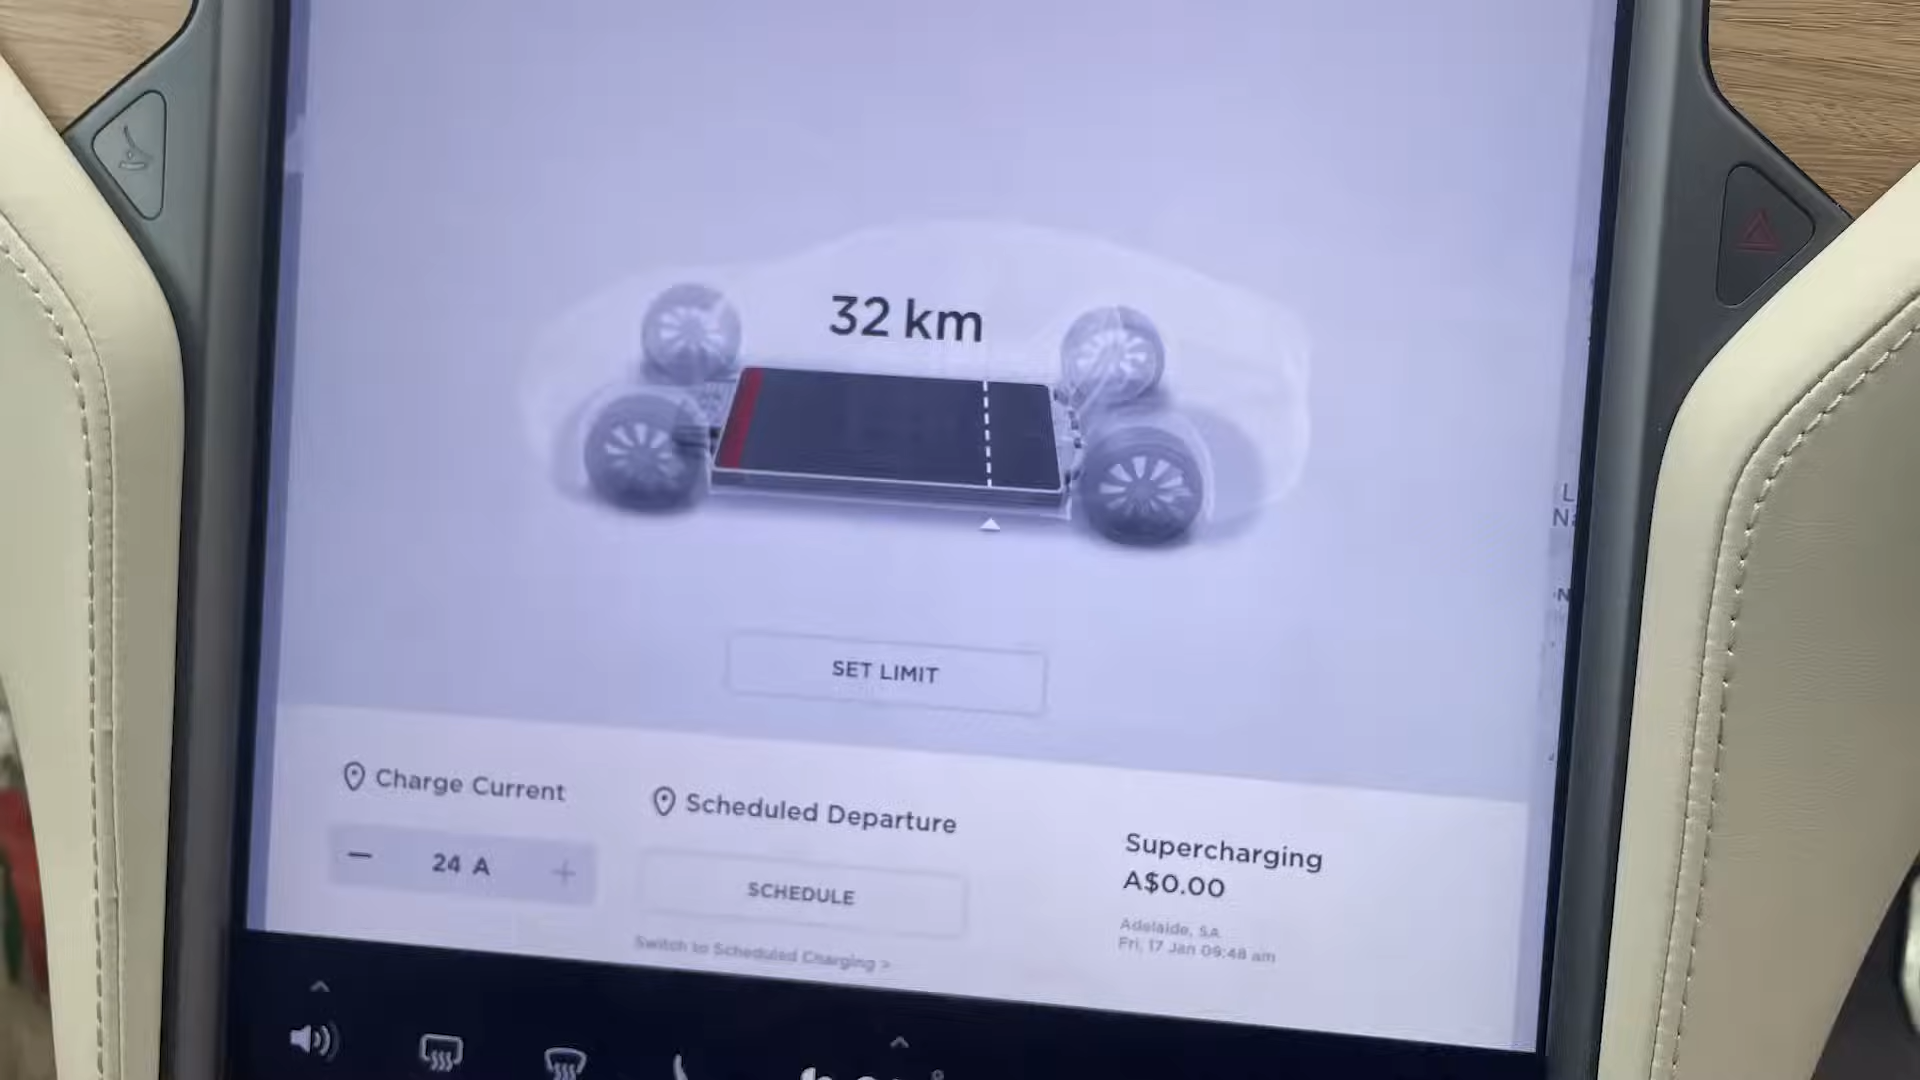 32 km
SET LIMIT
Charge Current
24 A
Scheduled Departure
SCHEDULE
Switch to Scheduled Charging >
Supercharging
A$0.00
Adelaide, SA
Fri, 17 Jan 09:48 am